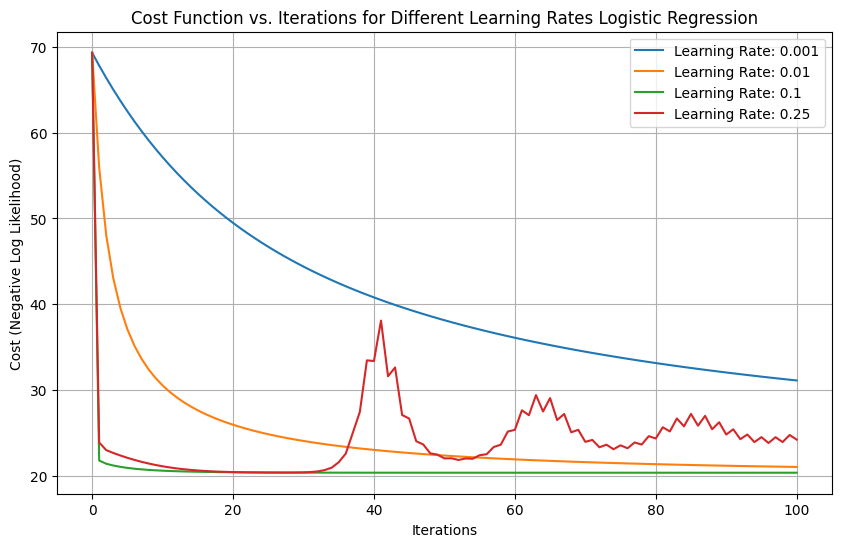 Cost Function vs. Iterations for Different Learning Rates Logistic Regression
Learning Rate: 0.001
Learning Rate: 0.01
Learning Rate: 0.1
Learning Rate: 0.25
Cost (Negative Log Likelihood)
70
60
50
40
30
20
0 20 40 60 80 100
Iterations